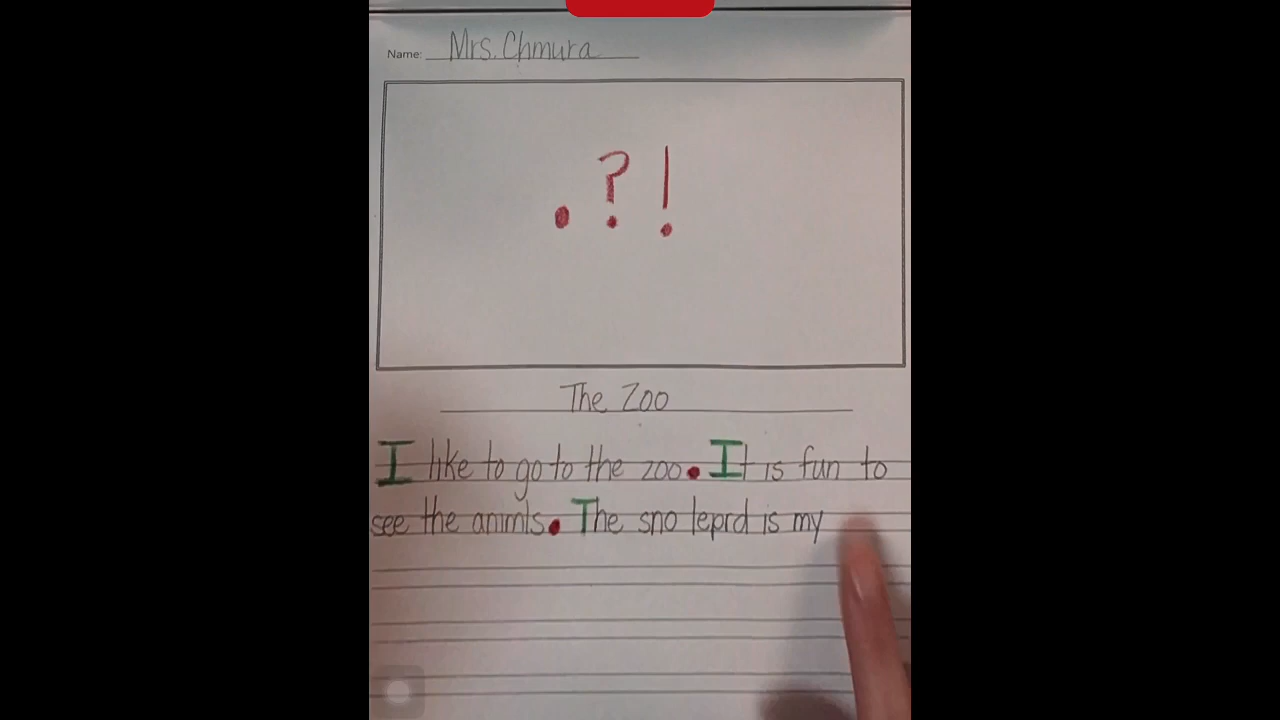 Name: Mrs. Chmura
. ? !
The Zoo
I like to go to the zoo. It is fun to
see the animls. The sno leprd is my